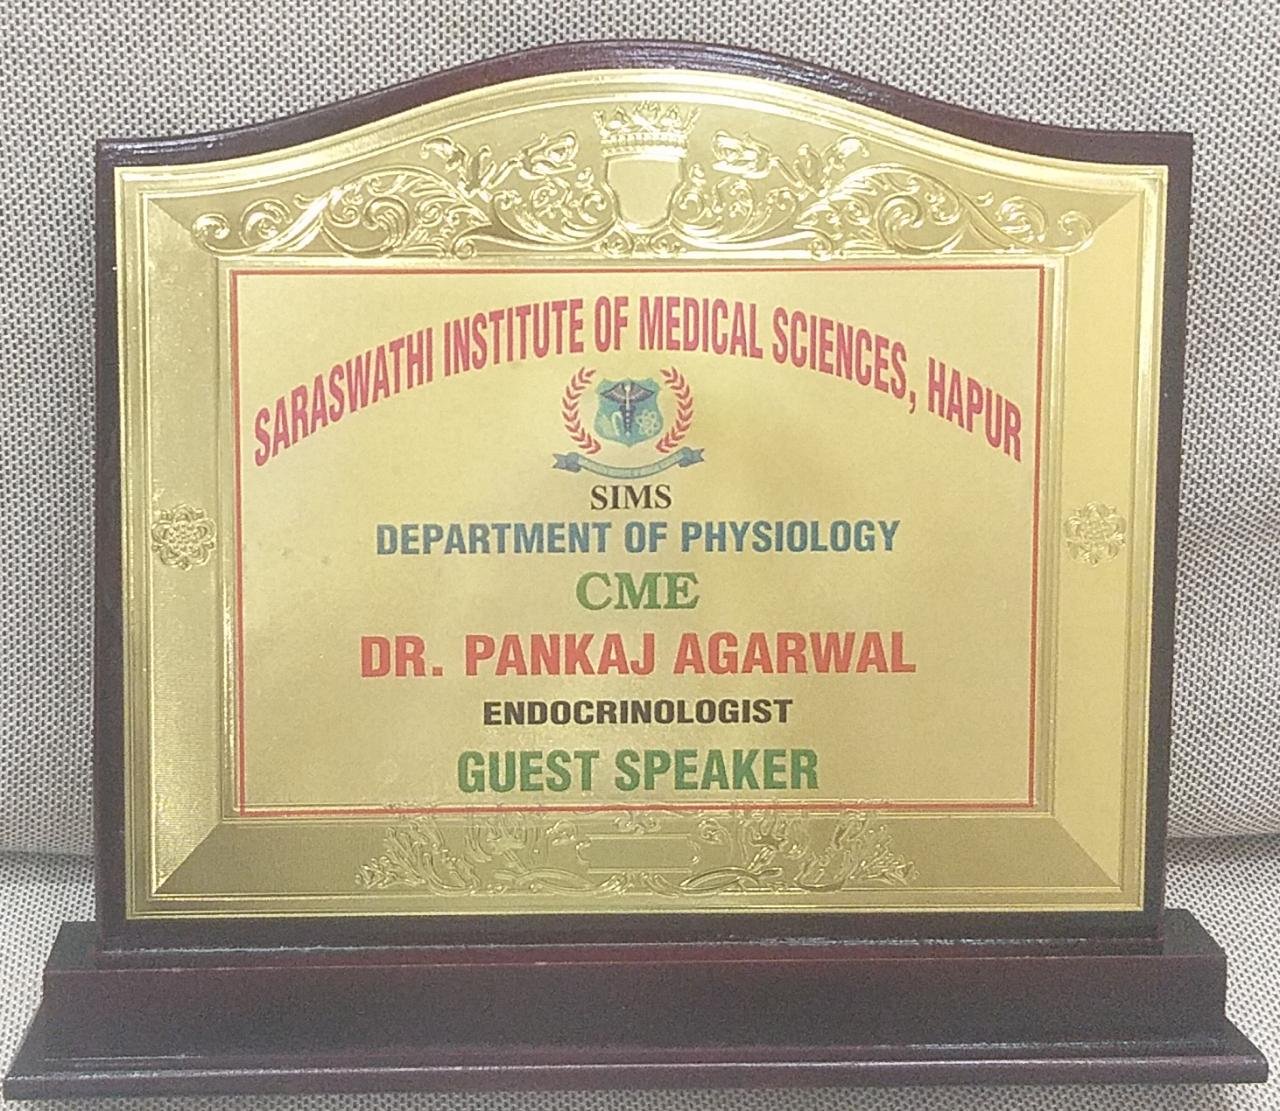 SARASWATHI INSTITUTE OF MEDICAL SCIENCES, HAPUR
SIMS
DEPARTMENT OF PHYSIOLOGY
CME
DR. PANKAJ AGARWAL
ENDOCRINOLOGIST
GUEST SPEAKER